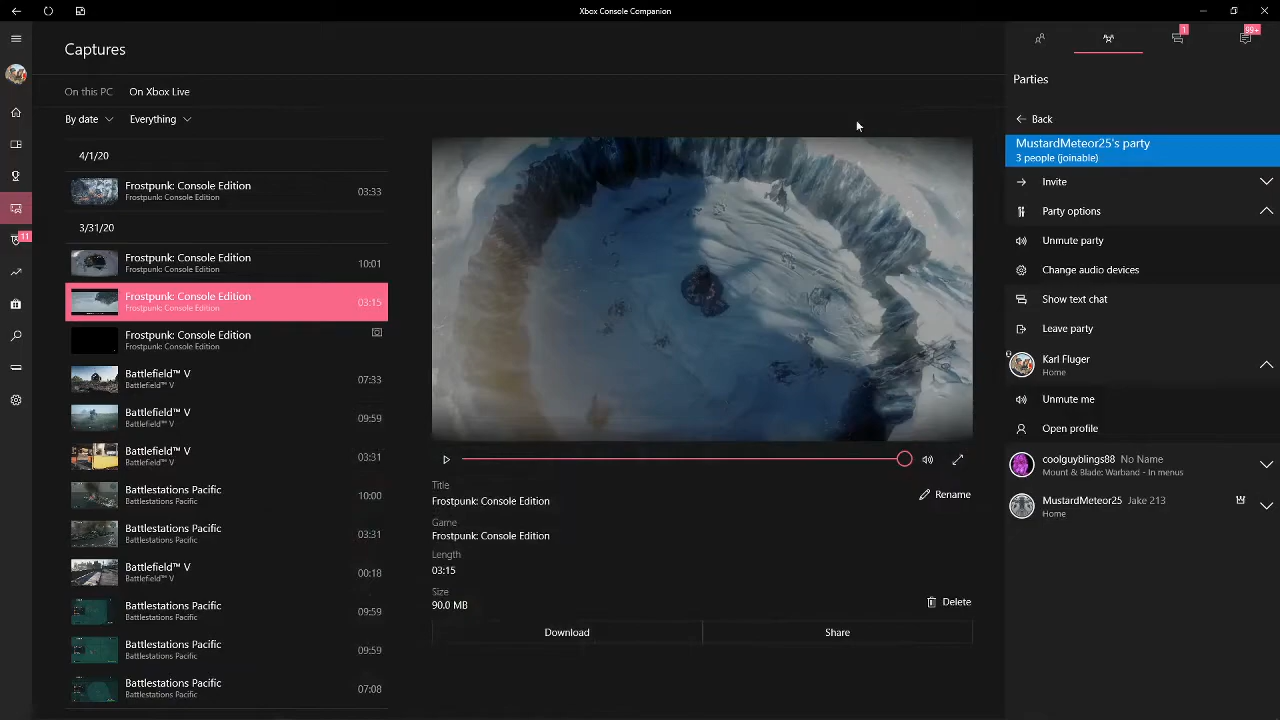 Xbox Console Companion
Captures
On this PC
On Xbox Live
By date
Everything
4/1/20
Frostpunk: Console Edition
Frostpunk: Console Edition
03:33
3/31/20
Frostpunk: Console Edition
Frostpunk: Console Edition
10:01
Frostpunk: Console Edition
Frostpunk: Console Edition
03:15
Frostpunk: Console Edition
Frostpunk: Console Edition
Battlefield™ V
Battlefield™ V
07:33
Battlefield™ V
Battlefield™ V
09:59
Battlefield™ V
Battlefield™ V
03:31
Battlestations Pacific
Battlestations Pacific
10:00
Battlestations Pacific
Battlestations Pacific
03:31
Battlefield™ V
Battlefield™ V
00:18
Battlestations Pacific
Battlestations Pacific
09:59
Battlestations Pacific
Battlestations Pacific
09:59
Battlestations Pacific
Battlestations Pacific
07:08
11
Title
Frostpunk: Console Edition
Rename
Game
Frostpunk: Console Edition
Length
03:15
Size
90.0 MB
Delete
Download
Share
1
99+
Parties
Back
MustardMeteor25's party
3 people (joinable)
Invite
Party options
Unmute party
Change audio devices
Show text chat
Leave party
Karl Fluger
Home
Unmute me
Open profile
coolguyblings88 No Name
Mount & Blade: Warband - In menus
MustardMeteor25 Jake 213
Home